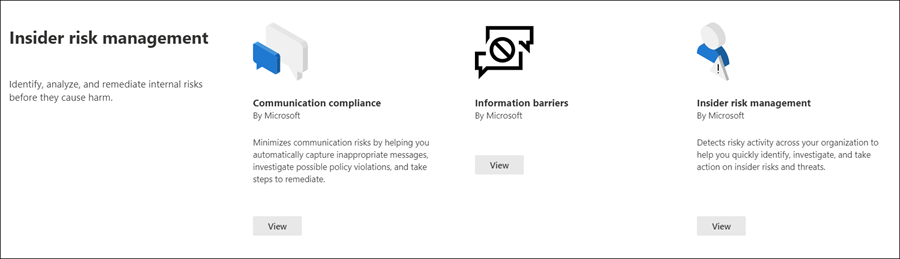 Insider risk management
Identify, analyze, and remediate internal risks
before they cause harm.
Communication compliance
By Microsoft
Minimizes communication risks by helping you
automatically capture inappropriate messages,
investigate possible policy violations, and take
steps to remediate.
View
Information barriers
By Microsoft
View
Insider risk management
By Microsoft
Detects risky activity across your organization to
help you quickly identify, investigate, and take
action on insider risks and threats.
View